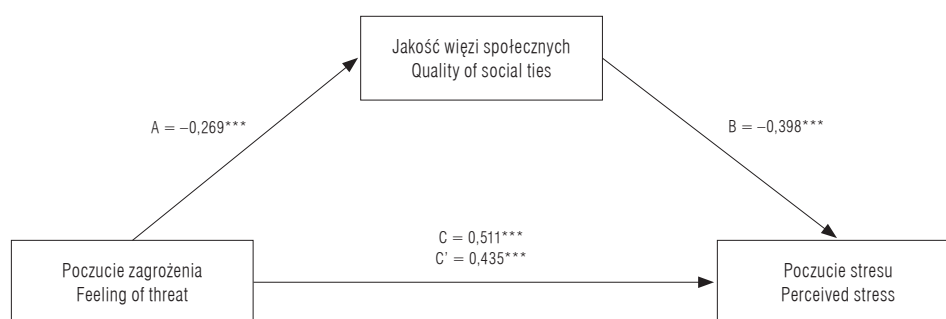 Jakość więzi społecznych
Quality of social ties
A = –0,269***
B = –0,398***
C = 0,511***
C' = 0,435***
Poczucie zagrożenia
Feeling of threat
Poczucie stresu
Perceived stress